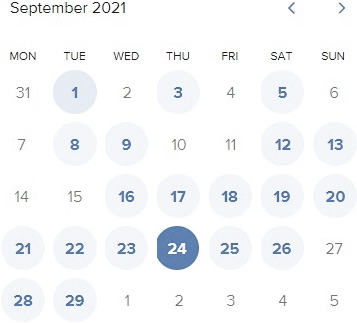 September 2021 < >
MON TUE WED THU FRI SAT SUN
31 1 2 3 4 5 6
7 8 9 10 11 12 13
14 15 16 17 18 19 20
21 22 23 24 25 26 27
28 29 1 2 3 4 5